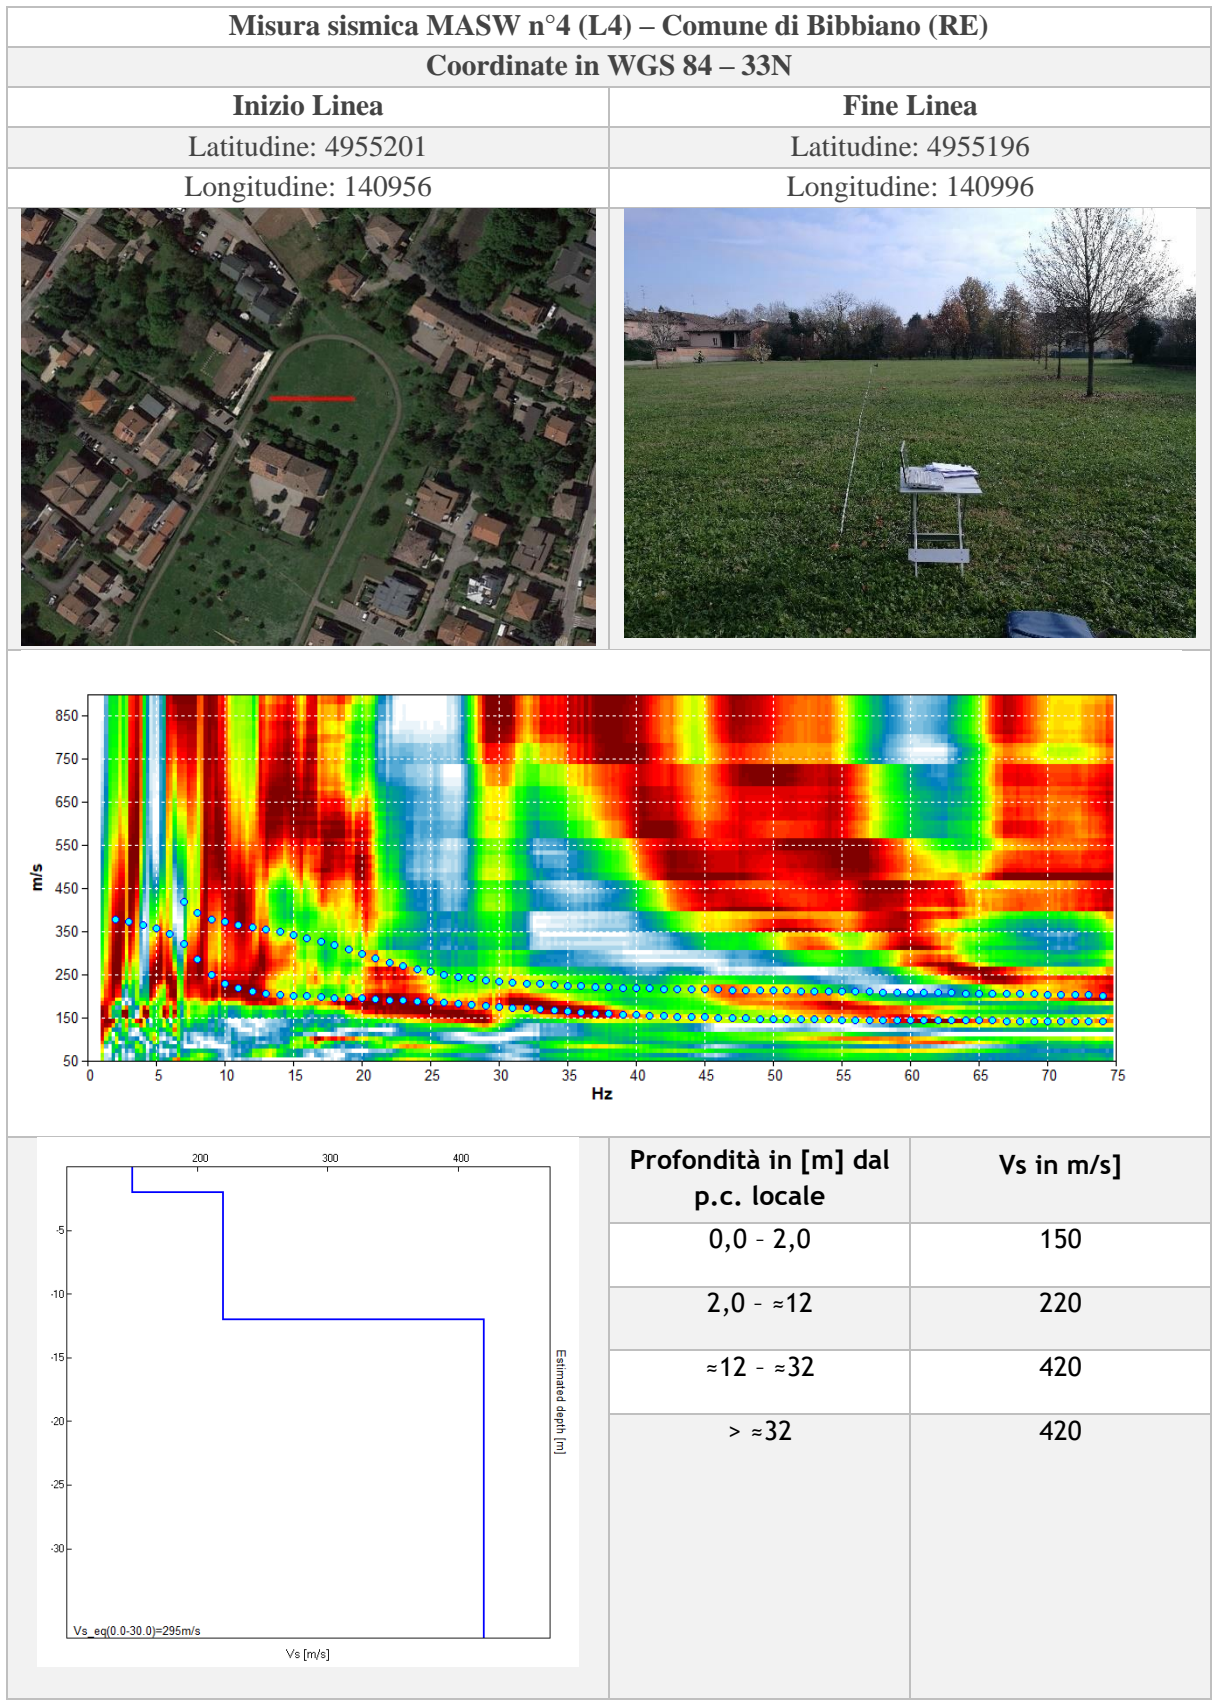 Misura sismica MASW n°4 (L4) – Comune di Bibbiano (RE)
Coordinate in WGS 84 – 33N
Inizio Linea
Fine Linea
Latitudine: 4955201
Latitudine: 4955196
Longitudine: 140956
Longitudine: 140996
850
750
650
550
450
350
250
150
50
m/s
0 5 10 15 20 25 30 35 40 45 50 55 60 65 70 75
Hz
200 300 400
-5
-10
-15
-20
-25
-30
Estimated depth [m]
Vs_eq(0.0-30.0)=295m/s
Vs [m/s]
Profondità in [m] dal
p.c. locale
Vs in m/s]
0,0 – 2,0
150
2,0 – ≈12
220
≈12 – ≈32
420
> ≈32
420